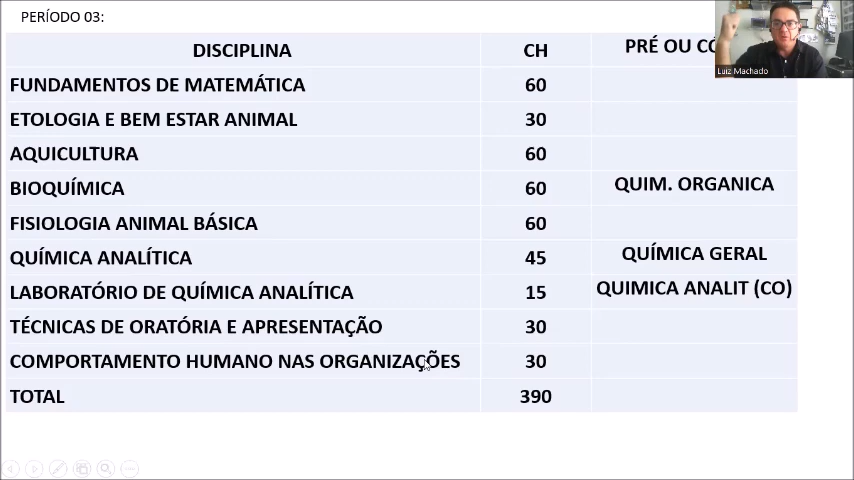 PERÍODO 03:
DISCIPLINA CH PRÉ OU
FUNDAMENTOS DE MATEMÁTICA 60
ETOLOGIA E BEM ESTAR ANIMAL 30
AQUICULTURA 60
BIOQUÍMICA 60 QUIM. ORGANICA
FISIOLOGIA ANIMAL BÁSICA 60
QUÍMICA ANALÍTICA 45 QUÍMICA GERAL
LABORATÓRIO DE QUÍMICA ANALÍTICA 15 QUIMICA ANALIT (CO)
TÉCNICAS DE ORATÓRIA E APRESENTAÇÃO 30
COMPORTAMENTO HUMANO NAS ORGANIZAÇÕES 30
TOTAL 390
Luiz Machado